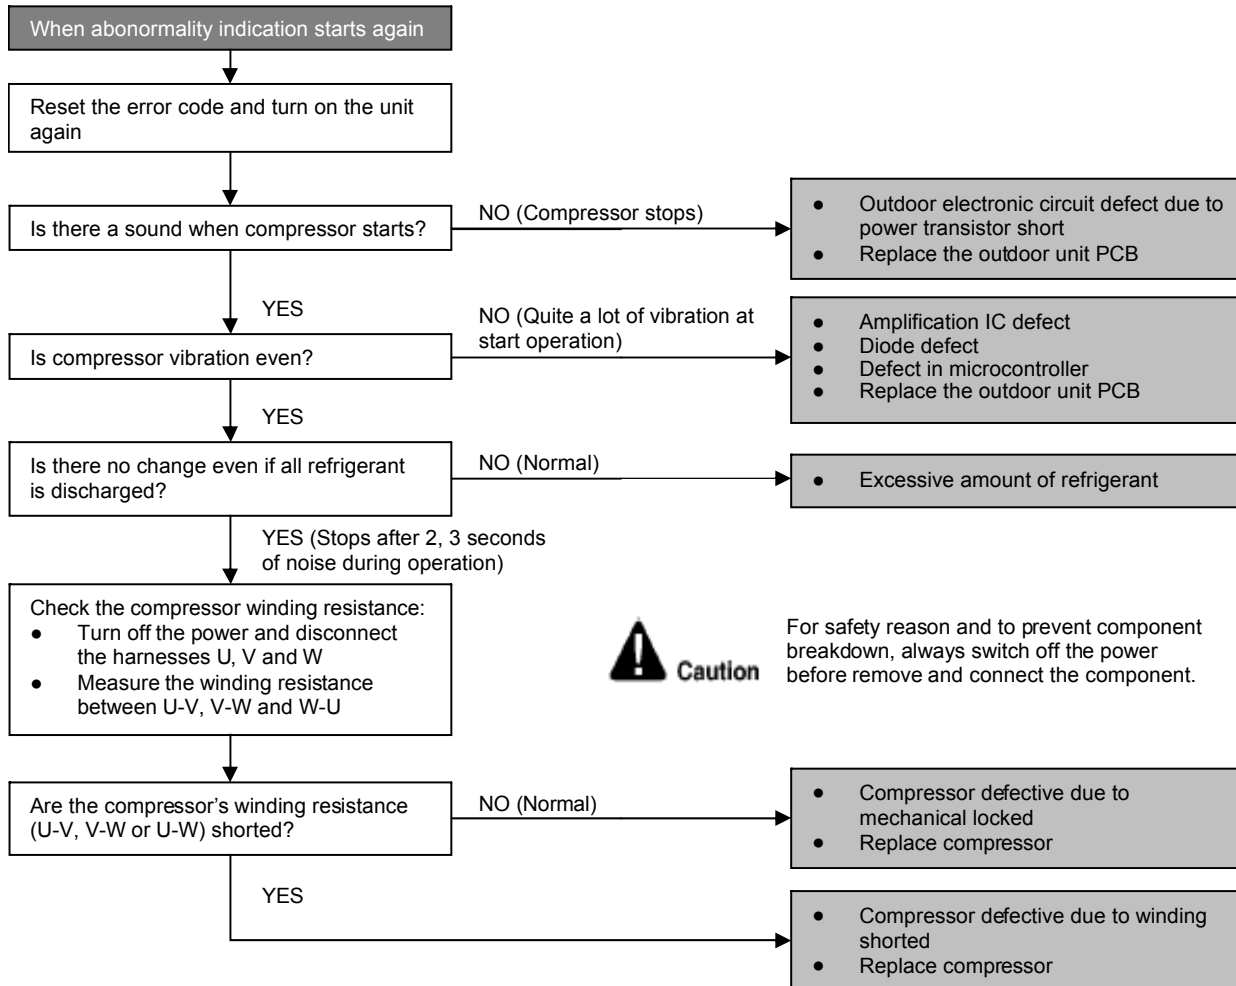 When abonormality indication starts again
Reset the error code and turn on the unit
again
Is there a sound when compressor starts?
NO (Compressor stops)
● Outdoor electronic circuit defect due to
power transistor short
● Replace the outdoor unit PCB
YES
Is compressor vibration even?
NO (Quite a lot of vibration at
start operation)
● Amplification IC defect
● Diode defect
● Defect in microcontroller
● Replace the outdoor unit PCB
YES
Is there no change even if all refrigerant
is discharged?
NO (Normal)
● Excessive amount of refrigerant
YES (Stops after 2, 3 seconds
of noise during operation)
Check the compressor winding resistance:
● Turn off the power and disconnect
the harnesses U, V and W
● Measure the winding resistance
between U-V, V-W and W-U
Caution
For safety reason and to prevent component
breakdown, always switch off the power
before remove and connect the component.
Are the compressor’s winding resistance
(U-V, V-W or U-W) shorted?
NO (Normal)
● Compressor defective due to
mechanical locked
● Replace compressor
YES
● Compressor defective due to winding
shorted
● Replace compressor